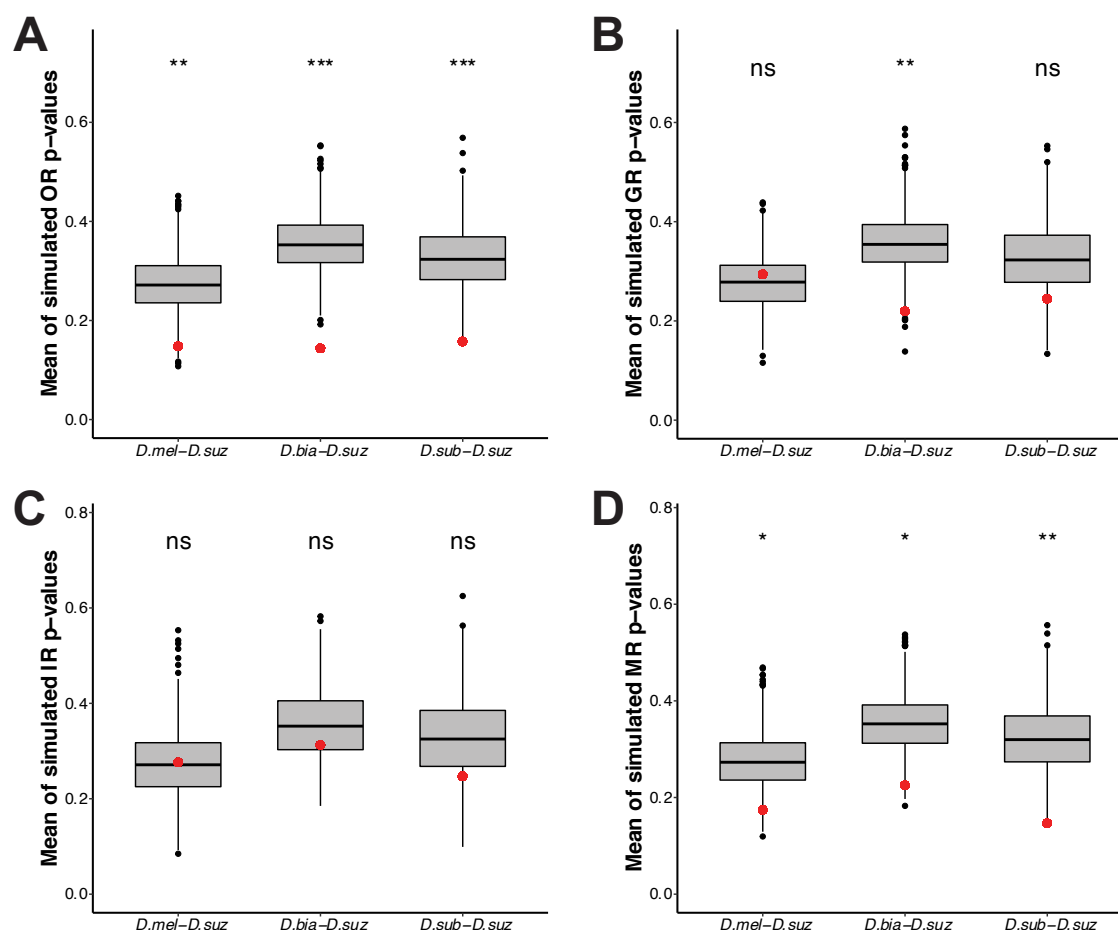 A
Mean of simulated OR p−values
0.6
0.4
0.2
0.0
** *** ***
D.mel−D.suz D.bia−D.suz D.sub−D.suz
B
Mean of simulated GR p−values
0.6
0.4
0.2
0.0
ns ** ns
D.mel−D.suz D.bia−D.suz D.sub−D.suz
C
Mean of simulated IR p−values
0.8
0.6
0.4
0.2
0.0
ns ns ns
D.mel−D.suz D.bia−D.suz D.sub−D.suz
D
Mean of simulated MR p−values
0.8
0.6
0.4
0.2
0.0
* * **
D.mel−D.suz D.bia−D.suz D.sub−D.suz